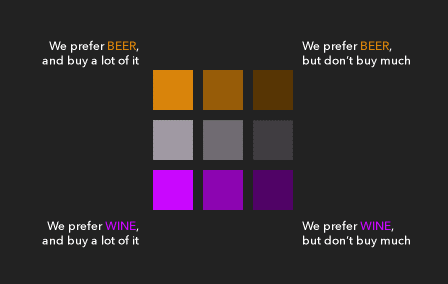 We prefer BEER,
and buy a lot of it
We prefer BEER,
but don't buy much
We prefer WINE,
and buy a lot of it
We prefer WINE,
but don't buy much